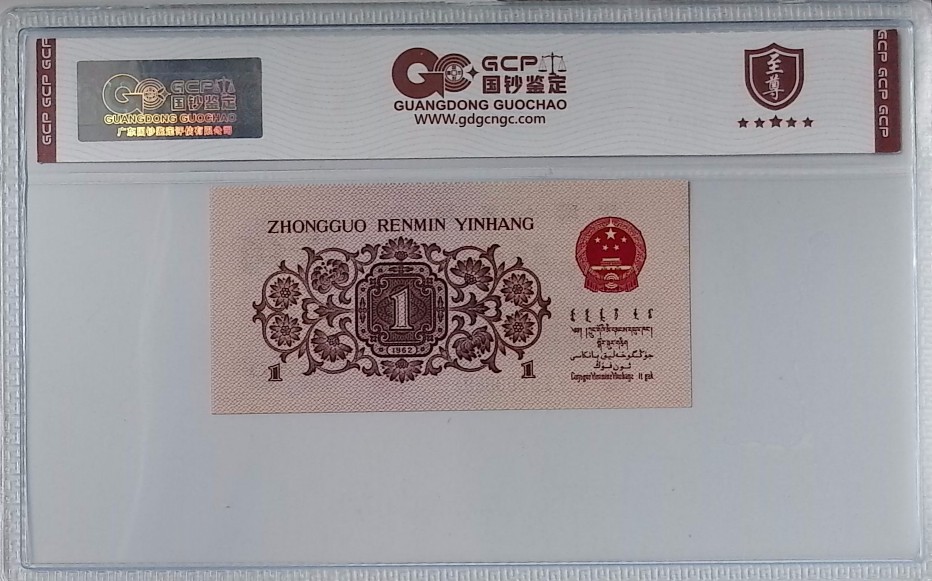 GCP GCP GCP
GCP
国钞鉴定
GUANGDONG GUOCHAO
广东国钞鉴定评估有限公司
GCP
国钞鉴定
GUANGDONG GUOCHAO
www.gdgcngc.com
至尊
GCP GCP GCP
ZHONGGUO RENMIN YINHANG
1
(1962)
1
1